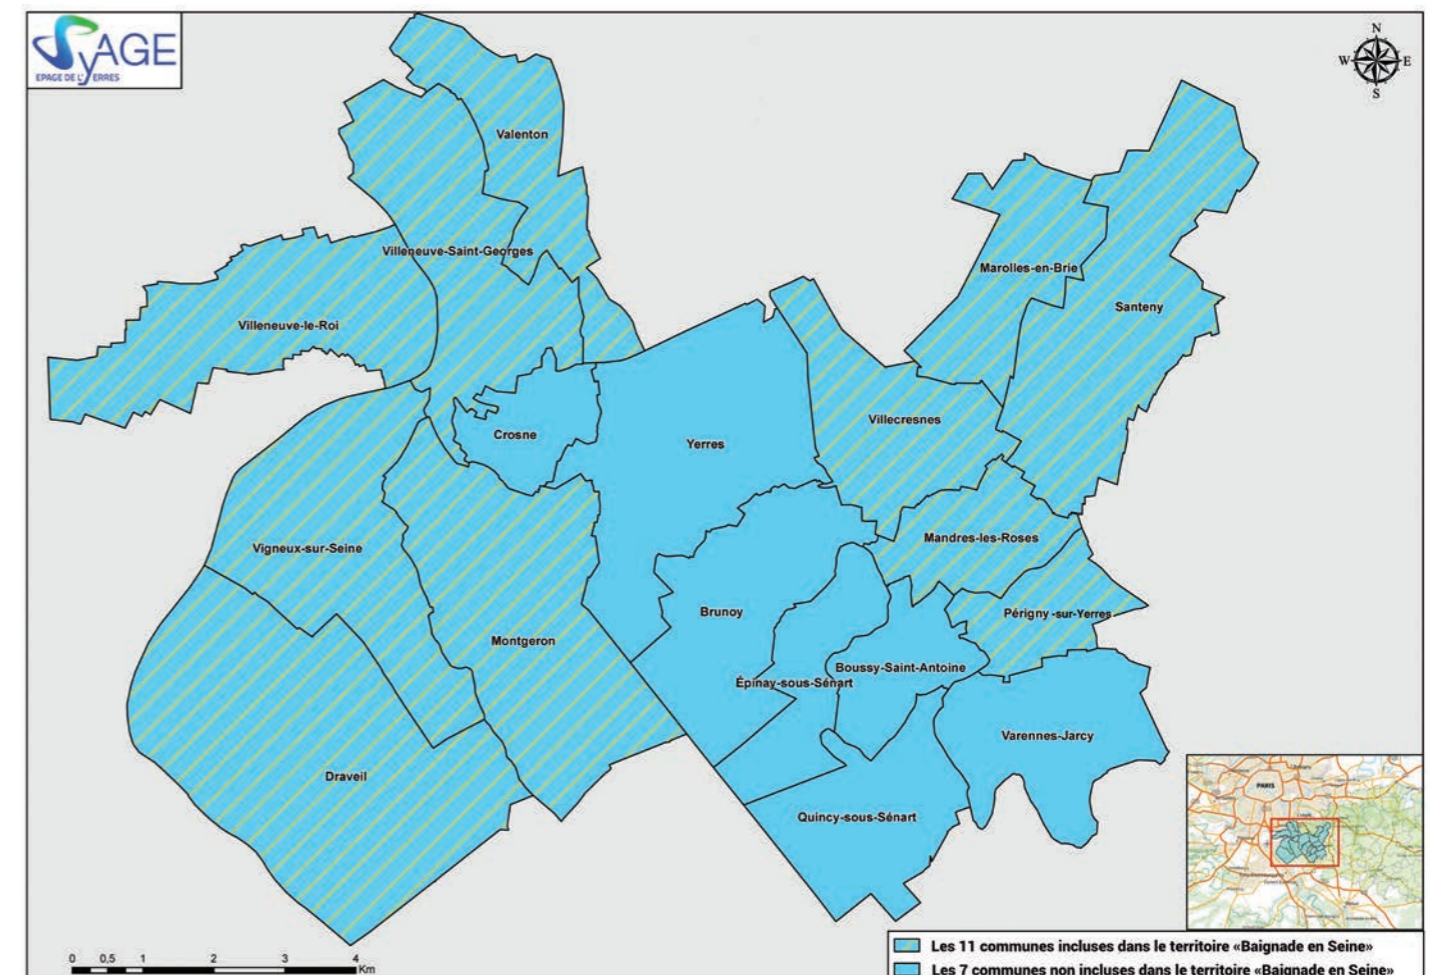 SyAGE
EPAGE DE L'YERRES
N
W E
S
Valenton
Villeneuve-Saint-Georges
Marolles-en-Brie
Santeny
Villeneuve-le-Roi
Villecresnes
Crosne
Yerres
Mandres-les-Roses
Vigneux-sur-Seine
Brunoy
Périgny -sur-Yerres
Montgeron
Boussy-Saint-Antoine
Épinay-sous-Sénart
Varennes-Jarcy
Draveil
Quincy-sous-Sénart
PARIS
0 0,5 1 2 3 4
Km
Les 11 communes incluses dans le territoire «Baignade en Seine»
Les 7 communes non incluses dans le territoire «Baignade en Seine»